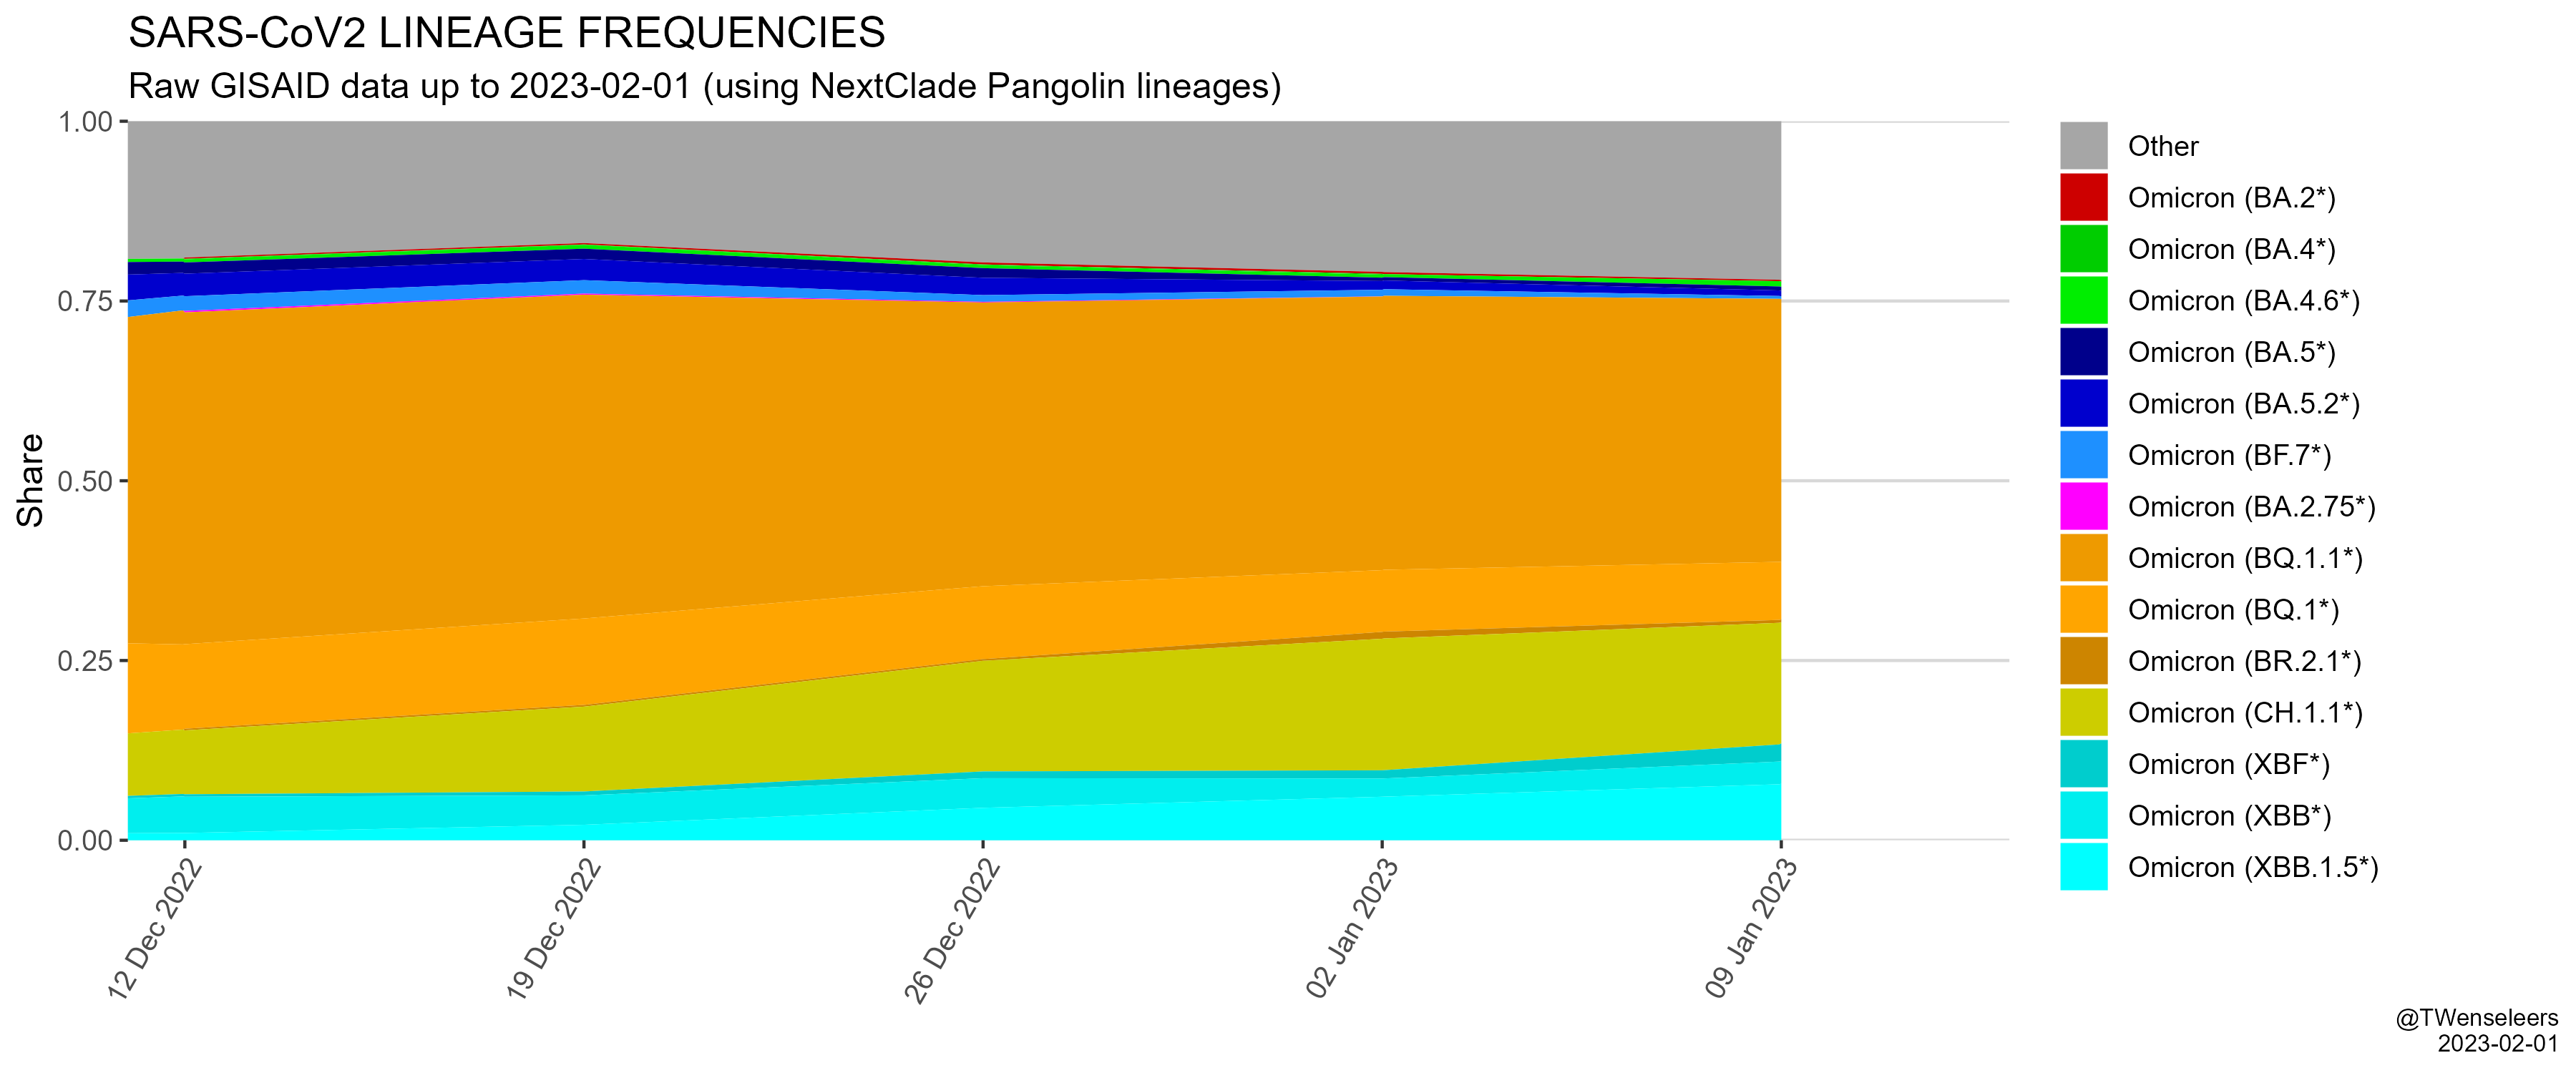 SARS-CoV2 LINEAGE FREQUENCIES
Raw GISAID data up to 2023-02-01 (using NextClade Pangolin lineages)
Share
1.00
0.75
0.50
0.25
0.00
12 Dec 2022
19 Dec 2022
26 Dec 2022
02 Jan 2023
09 Jan 2023
Other
Omicron (BA.2*)
Omicron (BA.4*)
Omicron (BA.4.6*)
Omicron (BA.5*)
Omicron (BA.5.2*)
Omicron (BF.7*)
Omicron (BA.2.75*)
Omicron (BQ.1.1*)
Omicron (BQ.1*)
Omicron (BR.2.1*)
Omicron (CH.1.1*)
Omicron (XBF*)
Omicron (XBB*)
Omicron (XBB.1.5*)
@TWenseleers
2023-02-01